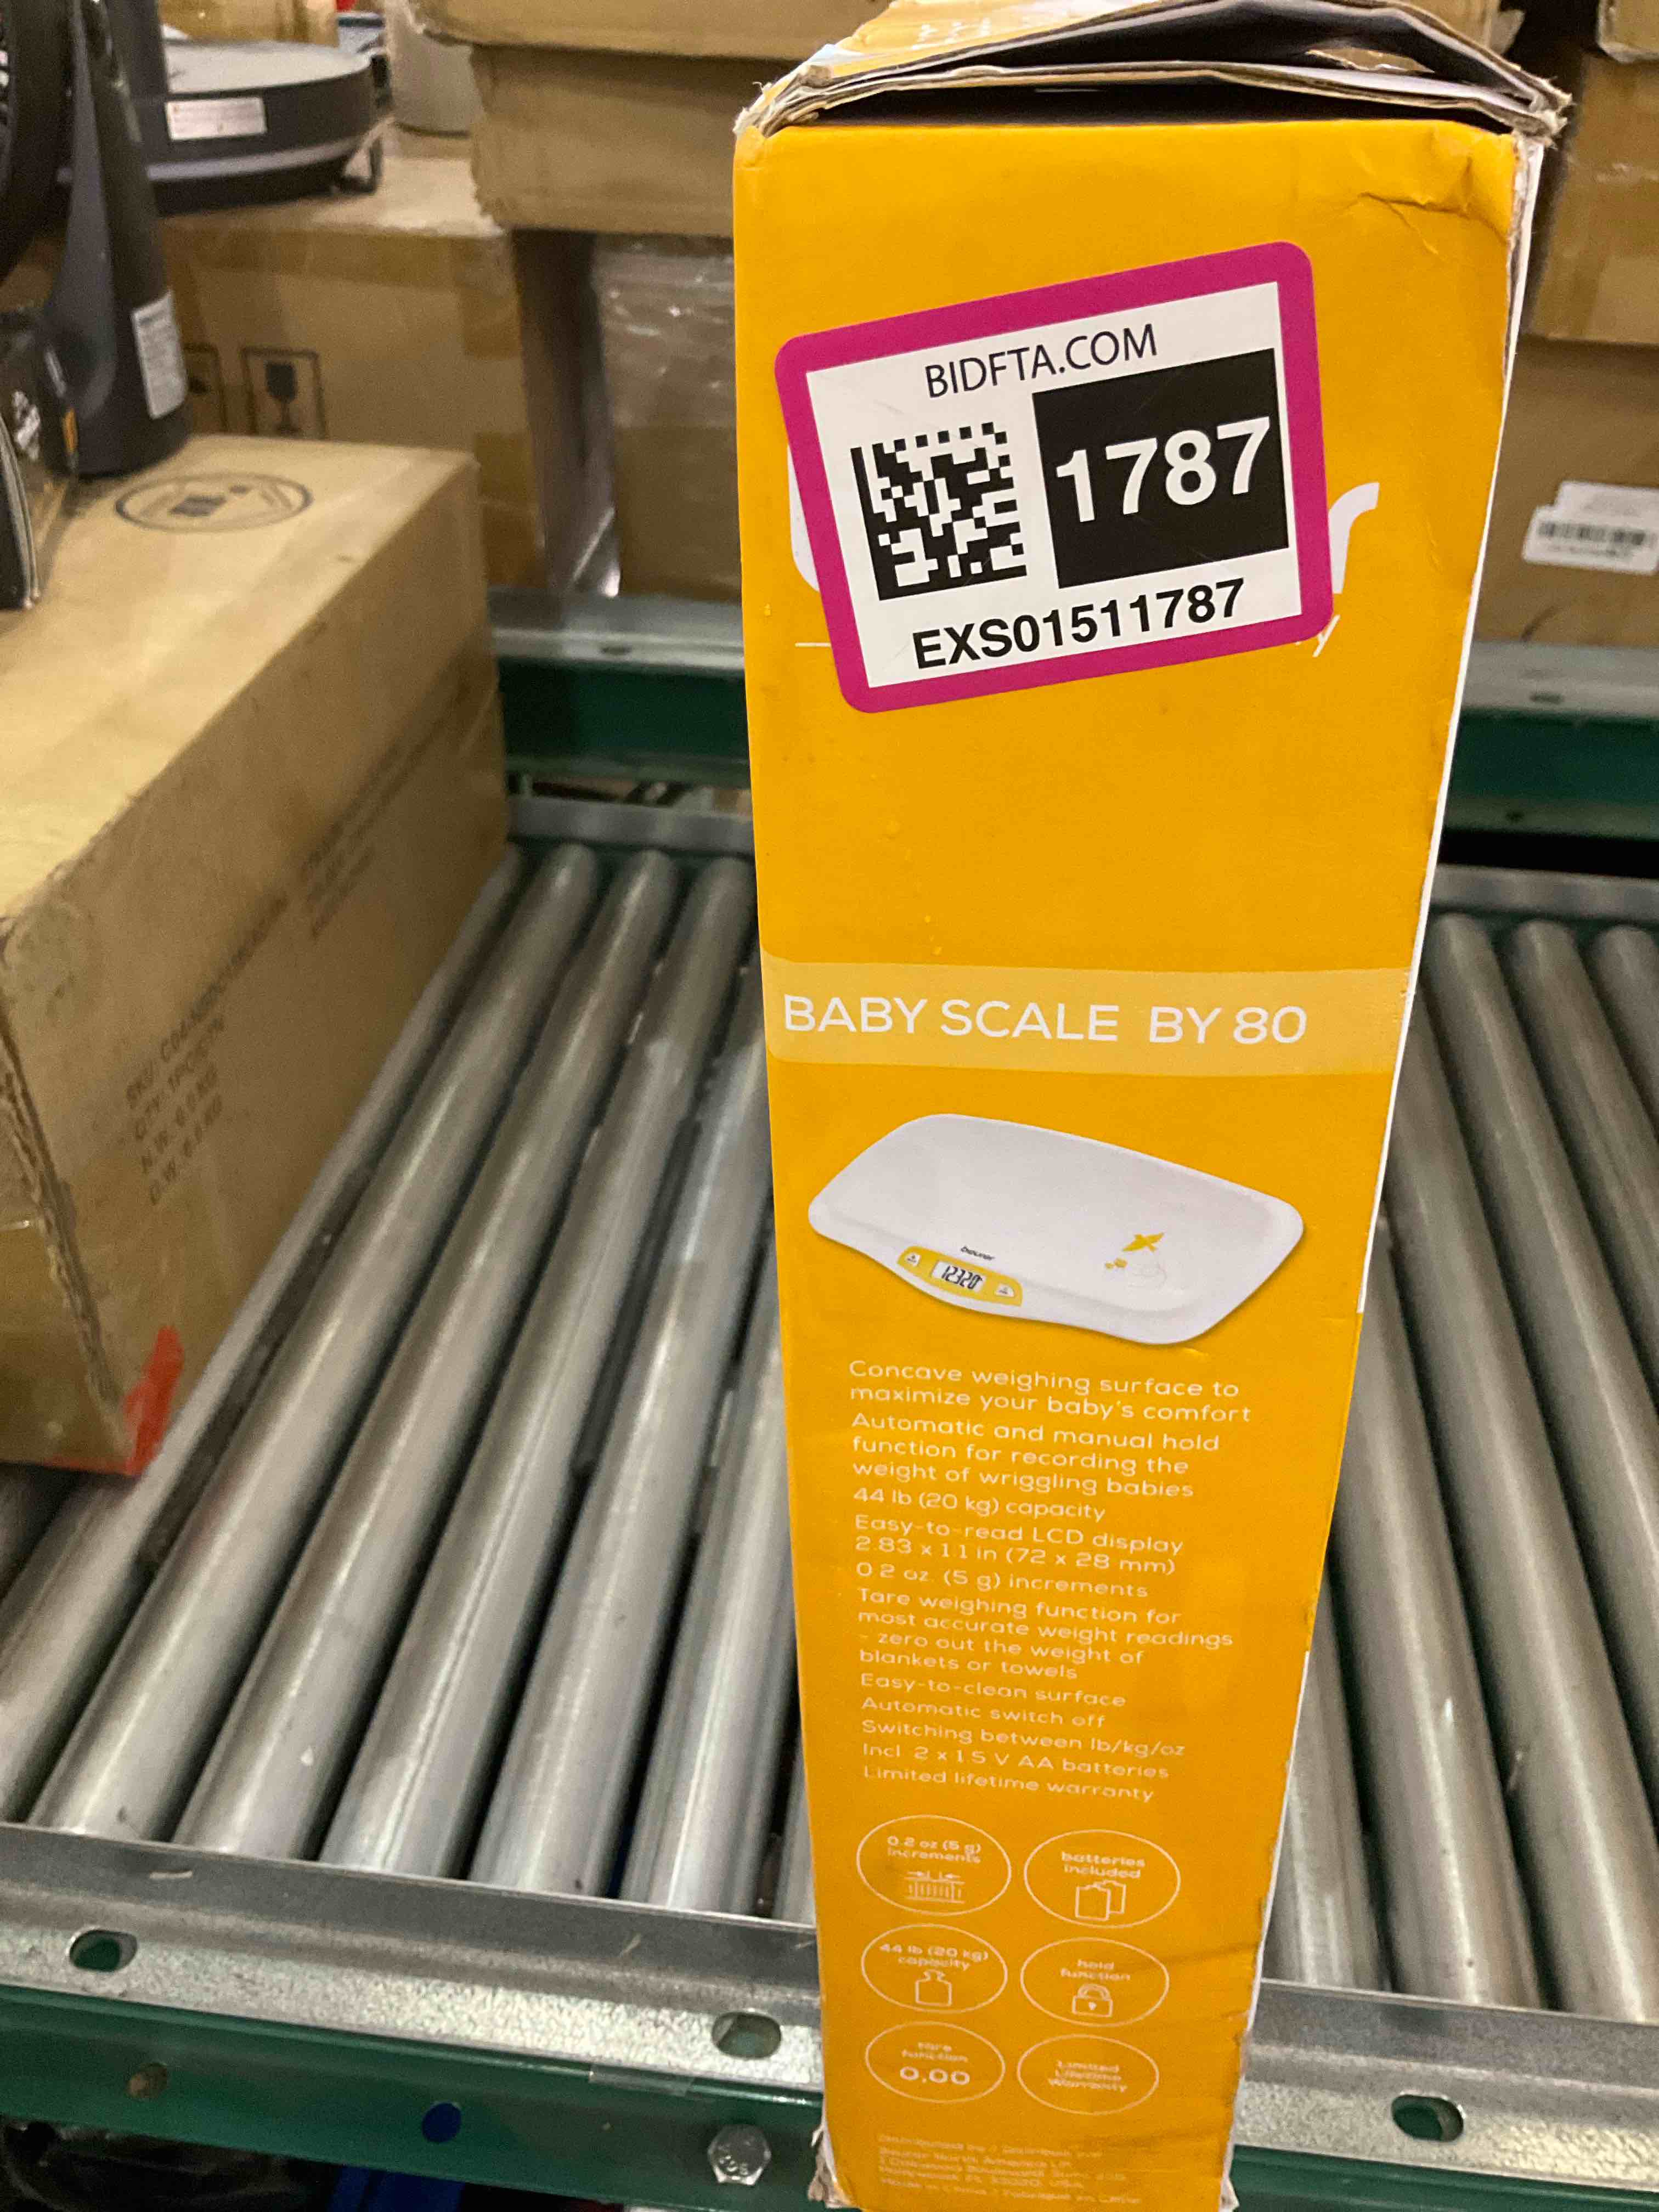 BIDFTA.COM
1787
EXS01511787
BABY SCALE BY 80
beurer
12320
Concave weighing surface to
maximize your baby's comfort
Automatic and manual hold
function for recording the
weight of wriggling babies
44 lb (20 kg) capacity
Easy-to-read LCD display
2.83 x 1.1 in (72 x 28 mm)
0.2 oz. (5 g) increments
Tare weighing function for
most accurate weight readings
- zero out the weight of
blankets or towels
Easy-to-clean surface
Automatic switch off
Switching between lb/kg/oz
Incl. 2 x 1.5 V AA batteries
Limited lifetime warranty
0.2 oz (5 g)
increments
batteries
included
44 lb (20 kg)
capacity
hold
function
tare
function
0.00
Limited
Lifetime
Warranty
QTY: 1PC/CTN